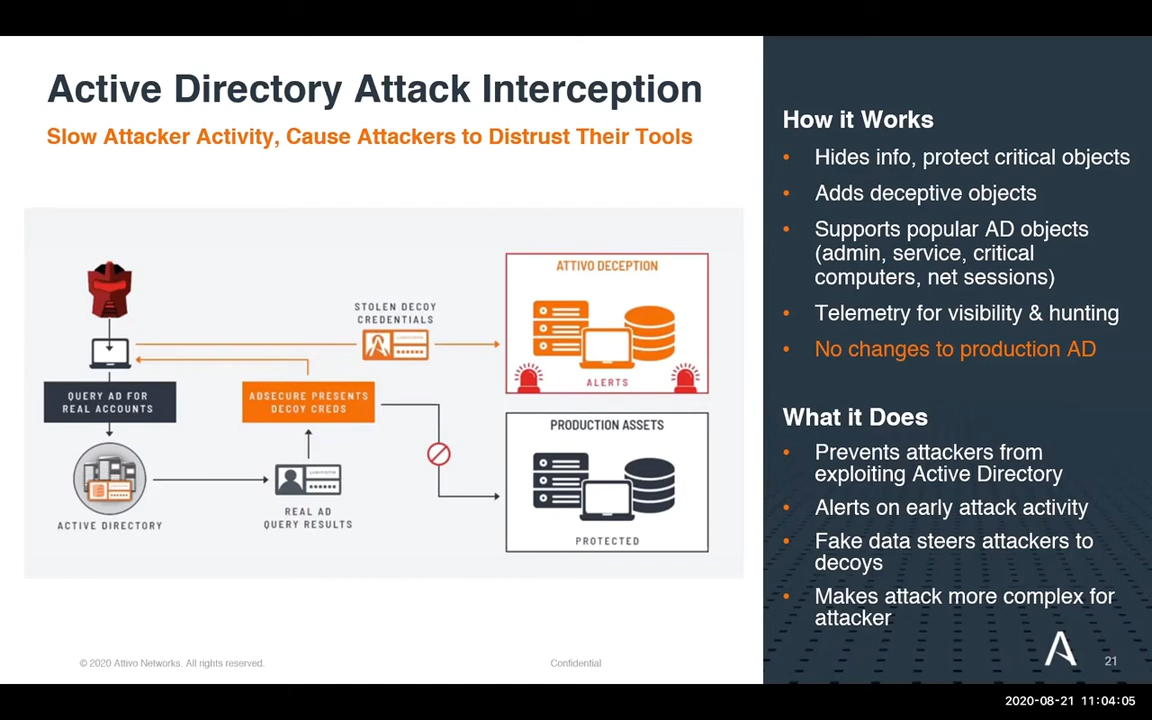 Active Directory Attack Interception
Slow Attacker Activity, Cause Attackers to Distrust Their Tools
STOLEN DECOY
CREDENTIALS
QUERY AD FOR
REAL ACCOUNTS
ADSECURE PRESENTS
DECOY CREDS
ACTIVE DIRECTORY
REAL AD
QUERY RESULTS
ATTIVO DECEPTION
ALERTS
PRODUCTION ASSETS
PROTECTED
How it Works
• Hides info, protect critical objects
• Adds deceptive objects
• Supports popular AD objects
(admin, service, critical
computers, net sessions)
• Telemetry for visibility & hunting
• No changes to production AD
What it Does
• Prevents attackers from
exploiting Active Directory
• Alerts on early attack activity
• Fake data steers attackers to
decoys
• Makes attack more complex for
attacker
© 2020 Attivo Networks. All rights reserved.
Confidential
21
2020-08-21 11:04:05